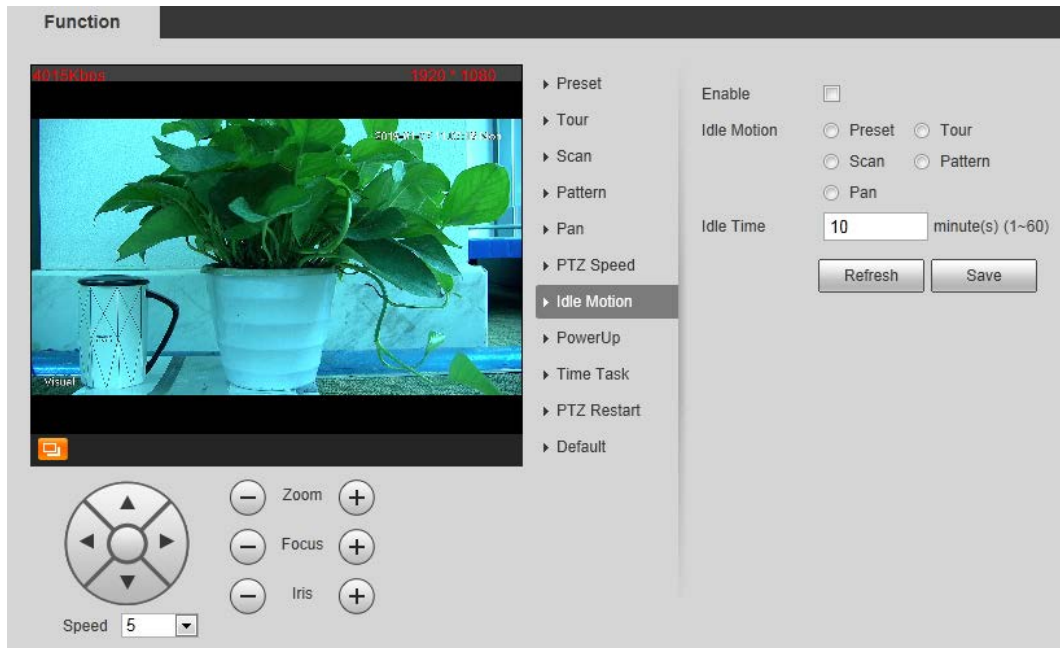 Function
4015Kbps 1920 * 1080
Visuel
Preset
Tour
Scan
Pattern
Pan
PTZ Speed
Idle Motion
PowerUp
Time Task
PTZ Restart
Default
Enable
Idle Motion Preset Tour
Scan Pattern
Pan
Idle Time 10 minute(s) (1~60)
Refresh Save
Zoom
Focus
Iris
Speed 5